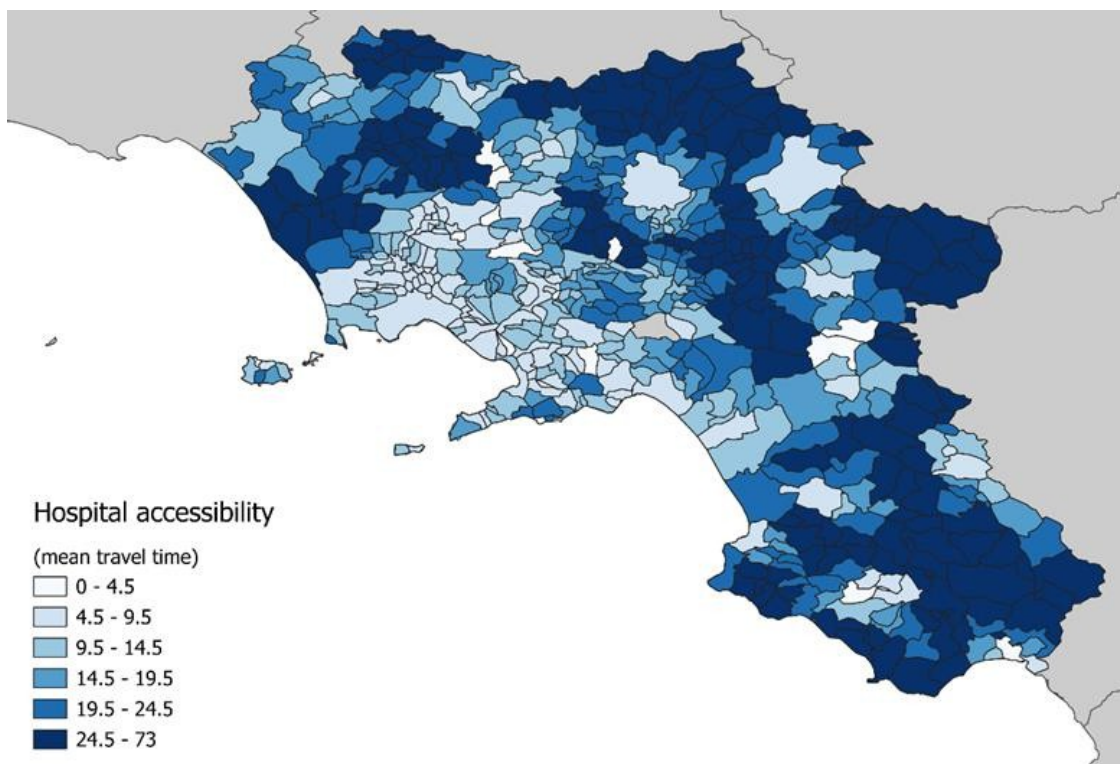 Hospital accessibility
(mean travel time)
0 - 4.5
4.5 - 9.5
9.5 - 14.5
14.5 - 19.5
19.5 - 24.5
24.5 - 73